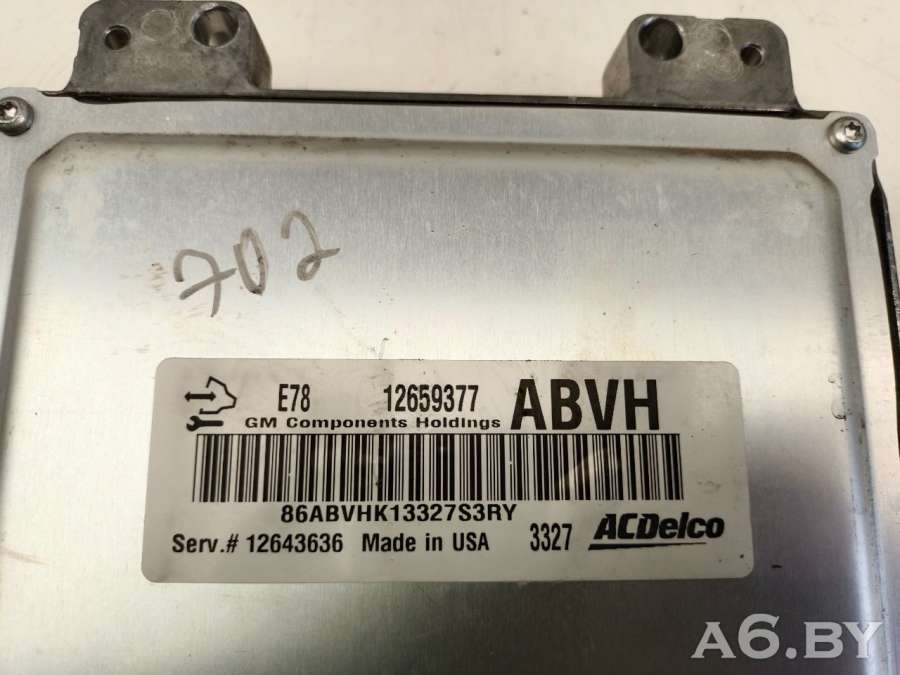 702
E78 12659377 ABVH
GM Components Holdings
86ABVHK13327S3RY
Serv.# 12643636 Made in USA 3327 ACDelco
A6.BY